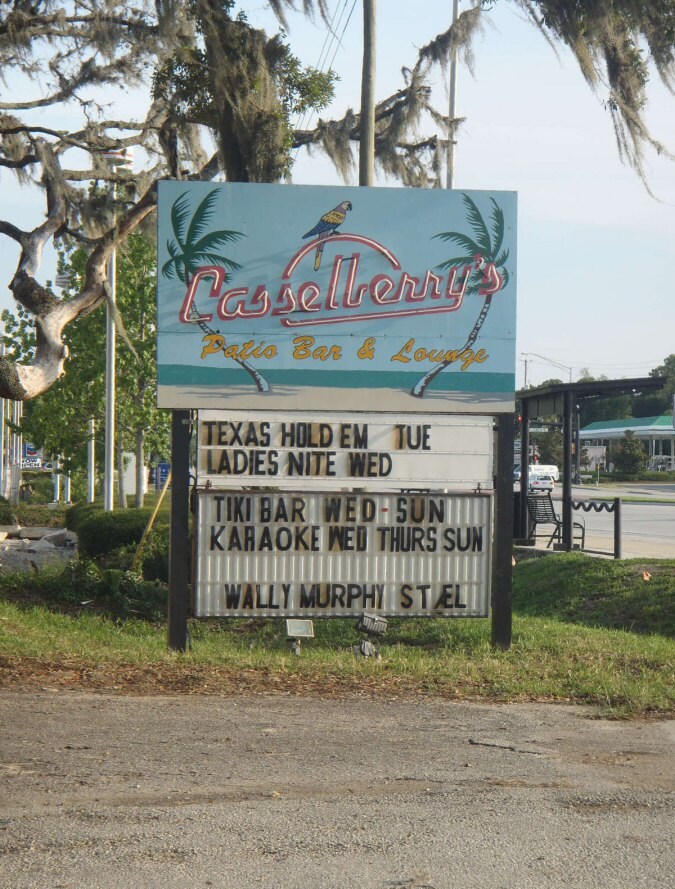 Casselberry's
Patio Bar & Lounge
TEXAS HOLD EM TUE
LADIES NITE WED
TIKI BAR WED - SUN
KARAOKE WED THURS SUN
WALLY MURPHY